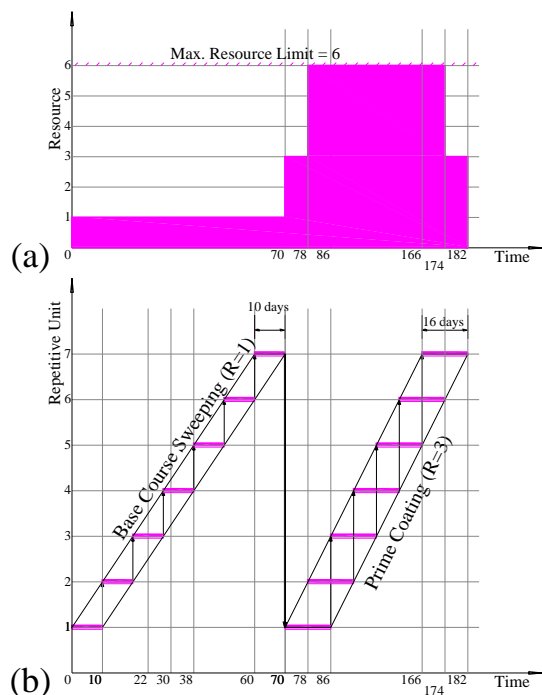 Max. Resource Limit = 6
Resource
6
5
4
3
2
1
0
70
78
86
166
174
182
Time
(a)
10 days
16 days
Repetitive Unit
Base Course Sweeping (R=1)
Prime Coating (R=3)
7
6
5
4
3
2
1
0
10
22
30
38
60
70
78
86
166
174
182
Time
(b)